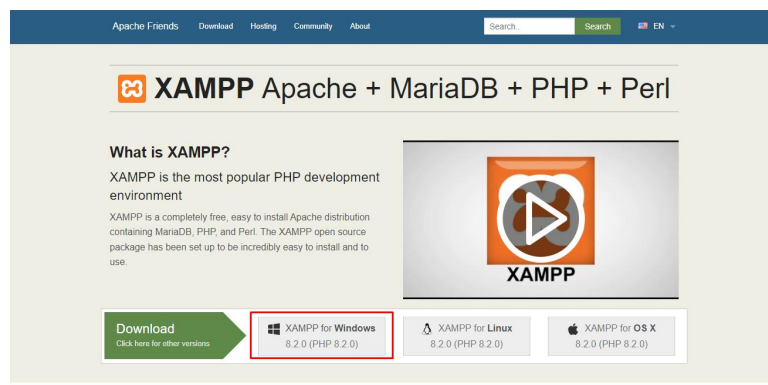 Apache Friends Download Hosting Community About Search.. Search EN
XAMPP Apache + MariaDB + PHP + Perl
What is XAMPP?
XAMPP is the most popular PHP development
environment
XAMPP is a completely free, easy to install Apache distribution
containing MariaDB, PHP, and Perl. The XAMPP open source
package has been set up to be incredibly easy to install and to
use.
XAMPP
Download
Click here for other versions
XAMPP for Windows
8.2.0 (PHP 8.2.0)
XAMPP for Linux
8.2.0 (PHP 8.2.0)
XAMPP for OS X
8.2.0 (PHP 8.2.0)